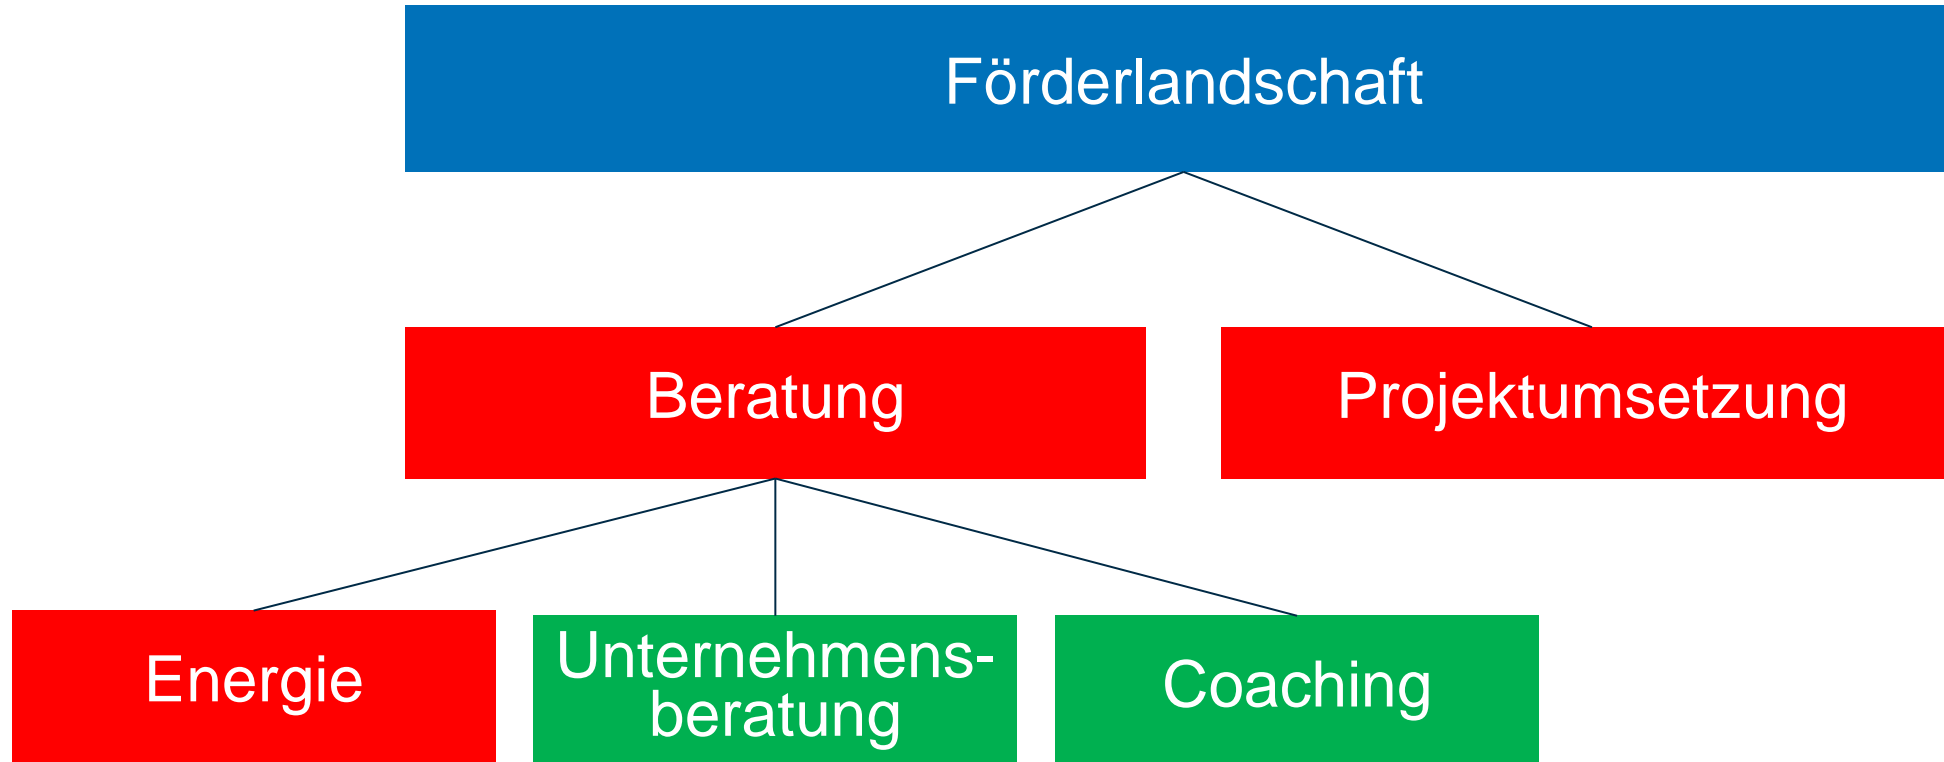 Förderlandschaft
Beratung
Projektumsetzung
Energie
Unternehmens-
beratung
Coaching